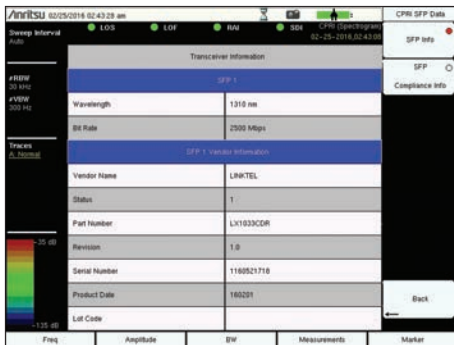 /Inritsu 02/25/2016 02:43:28 am
CPRI SFP Data
Sweep Interval
Auto
LOS
LOF
RAI
SDI
CPRI (Spectrogram)
02-25-2016,02:43:09
SFP Info
Transceiver Information
SFP
Compliance Info
#RBW
30 kHz
SFP 1
#VBW
300 Hz
Wavelength
1310 nm
Bit Rate
2500 Mbps
Traces
A: Normal
SFP 1 Vendor Information
Vendor Name
LINKTEL
Status
1
Part Number
LX1033CDR
-35 dB
Revision
1.0
Serial Number
1160521718
Product Date
160201
Back
Lot Code
-135 dB
Freq
Amplitude
BW
Measurements
Marker